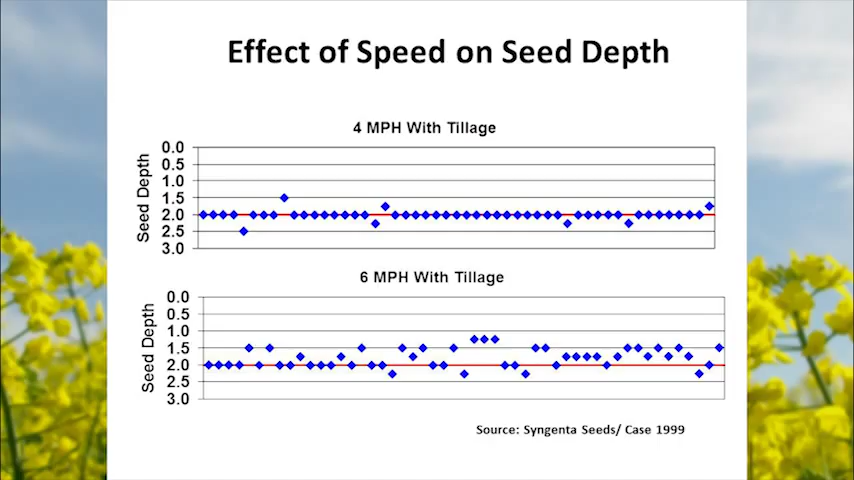 Effect of Speed on Seed Depth
4 MPH With Tillage
Seed Depth
0.0
0.5
1.0
1.5
2.0
2.5
3.0
6 MPH With Tillage
Seed Depth
0.0
0.5
1.0
1.5
2.0
2.5
3.0
Source: Syngenta Seeds/ Case 1999